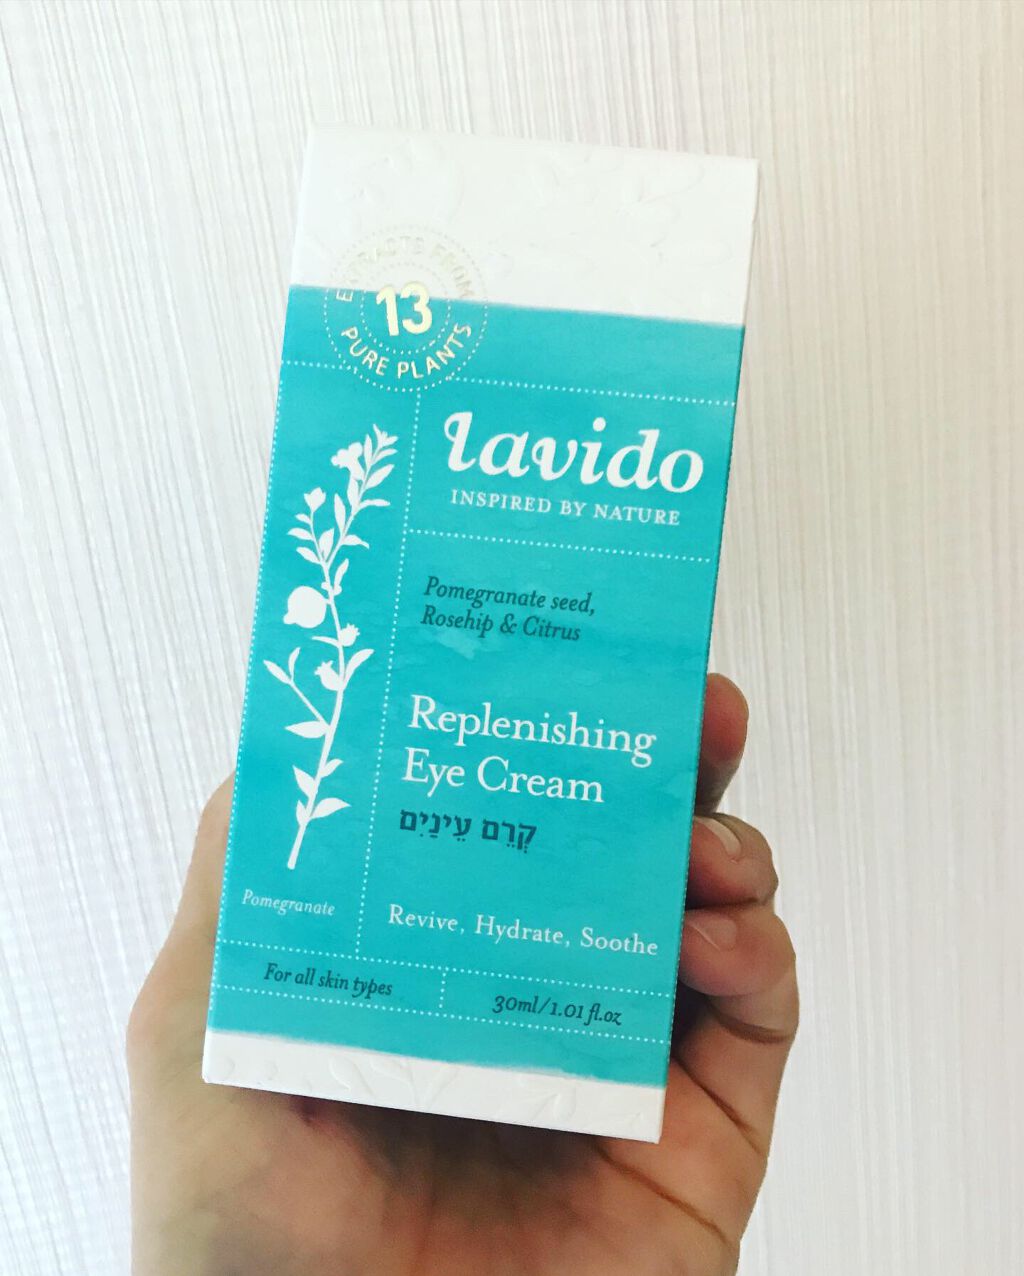 EXTRACTS FROM
13
PURE PLANTS
lavido
INSPIRED BY NATURE
Pomegranate seed,
Rosehip & Citrus
Replenishing
Eye Cream
קְרֵם עֵינַיִם
Revive, Hydrate, Soothe
Pomegranate
For all skin types
30ml/1.01 fl.oz